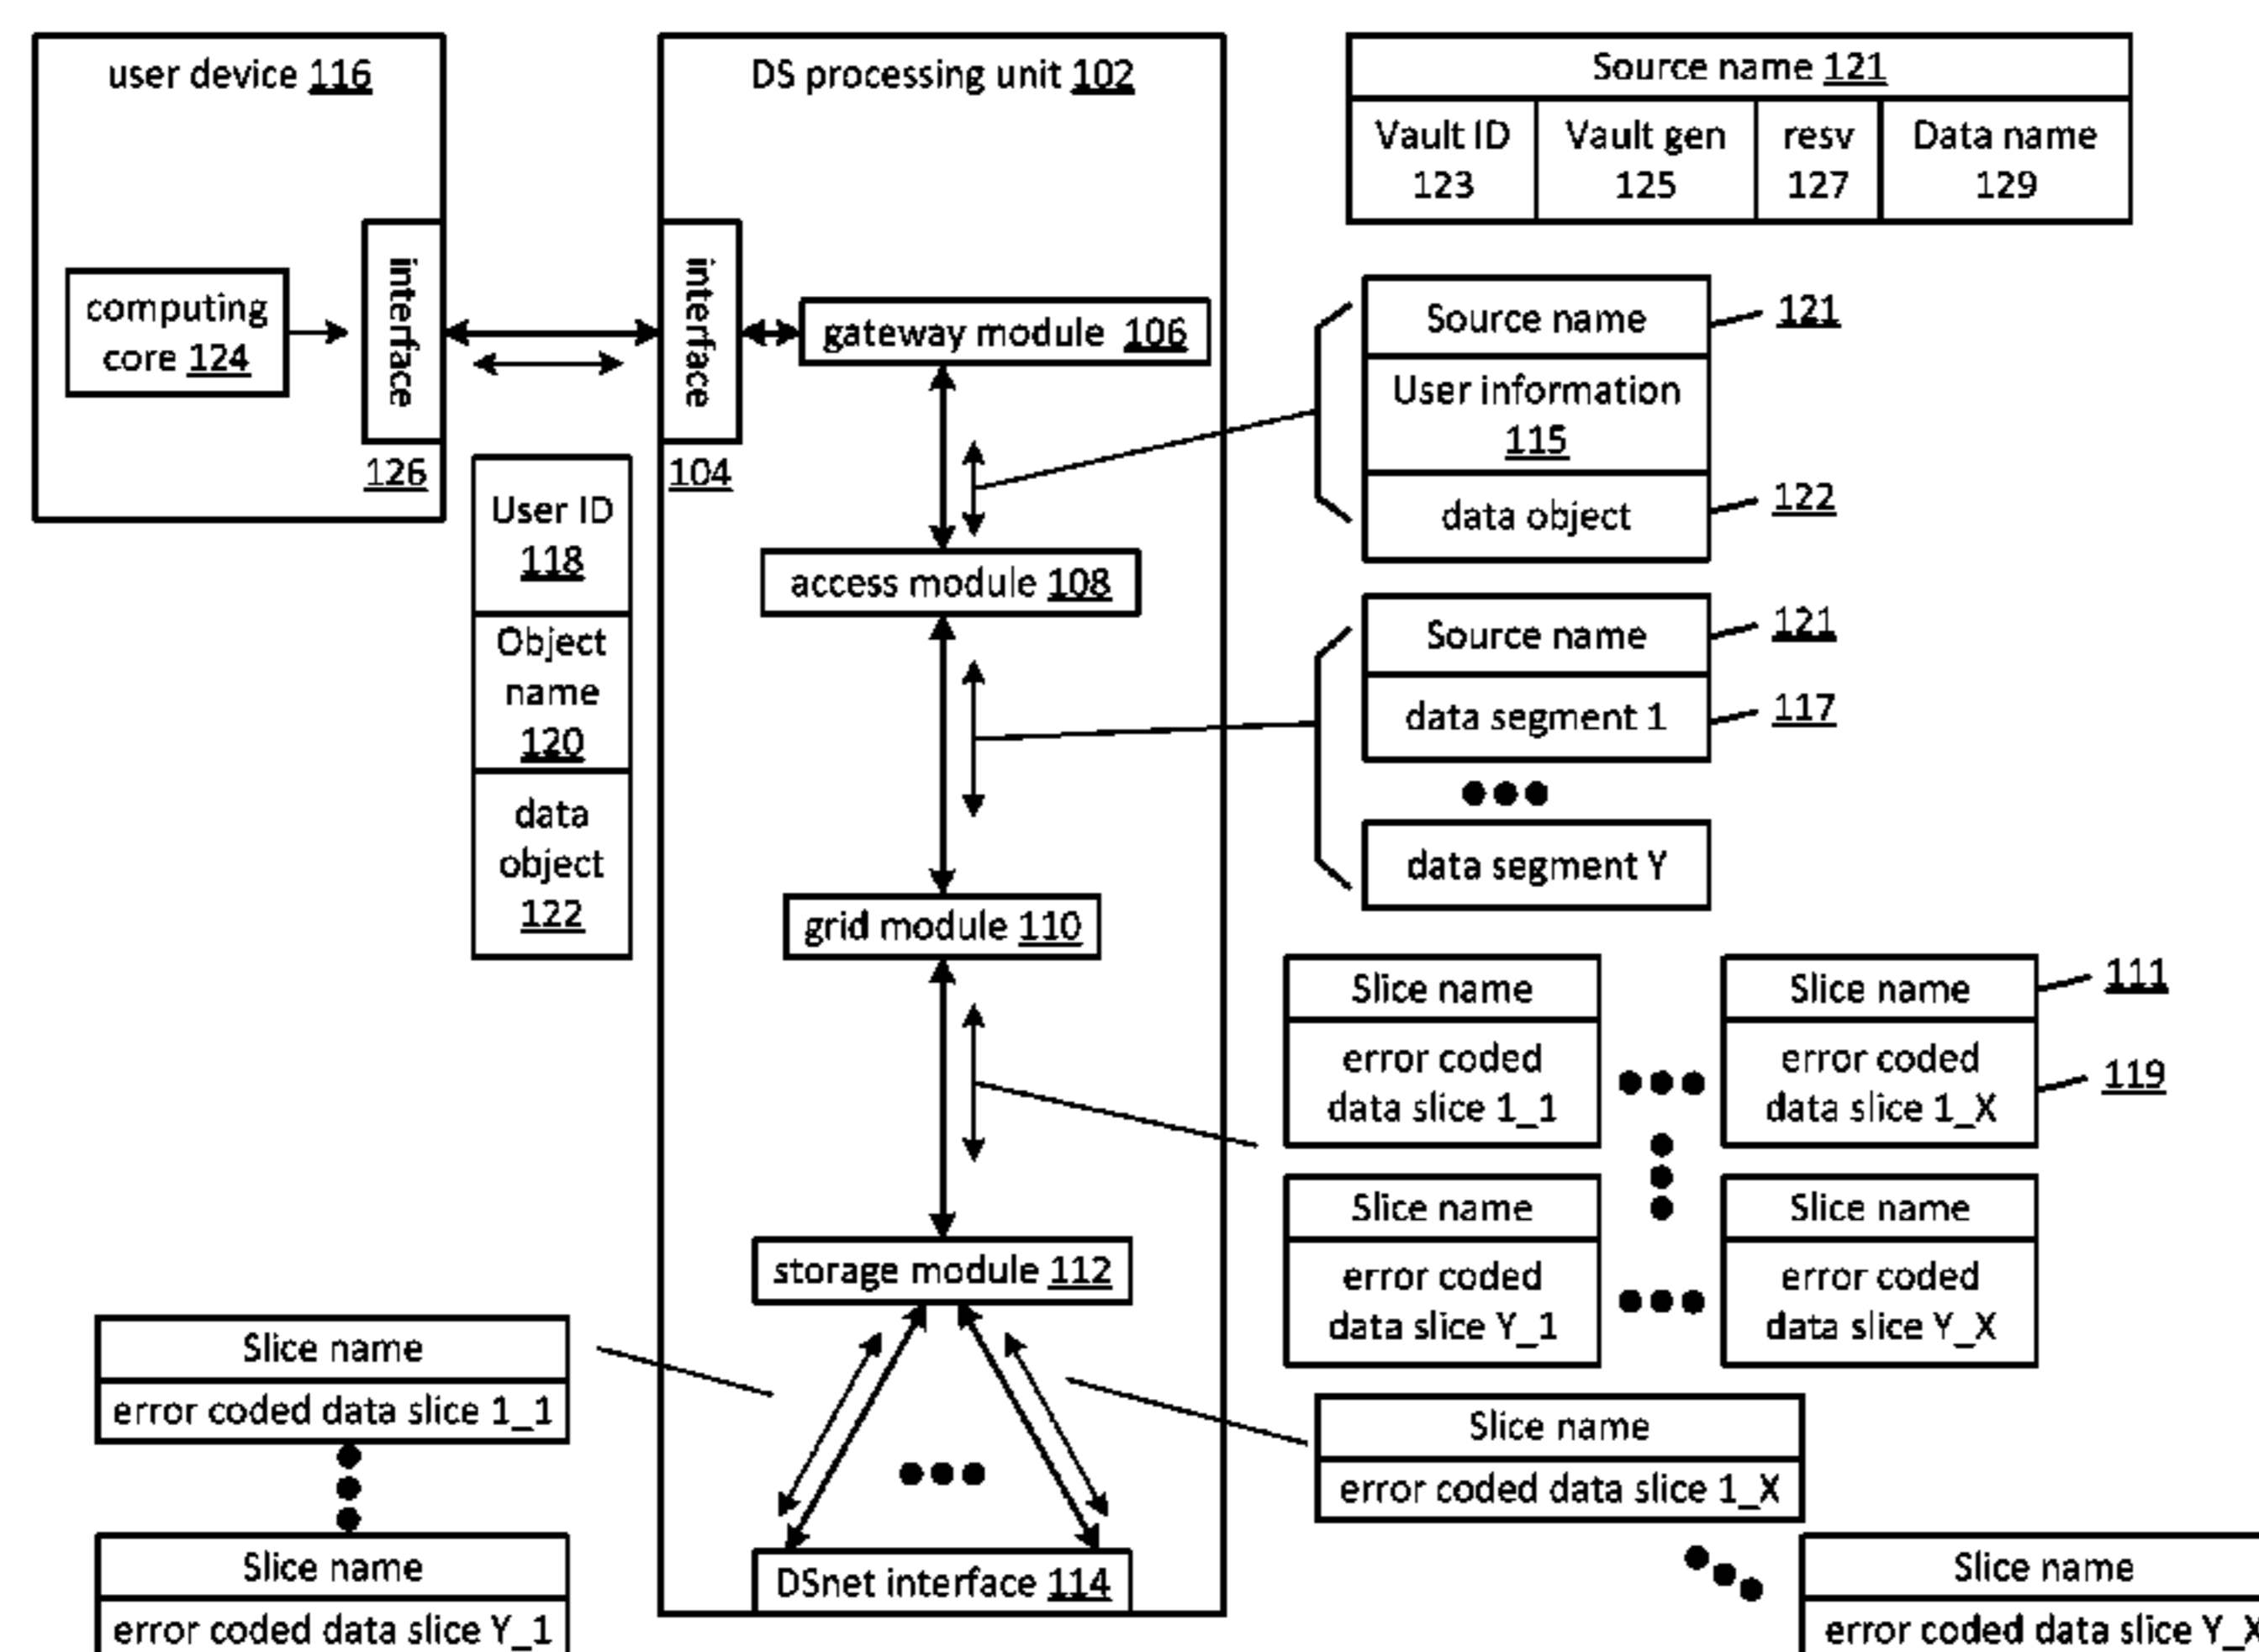 user device 116
computing
core 124
interface
126
User ID
118
Object
name
120
data
object
122
DS processing unit 102
interface
104
gateway module 106
access module 108
grid module 110
storage module 112
DSnet interface 114
Source name 121
Vault ID
123
Vault gen
125
resv
127
Data name
129
Source name
121
User information
115
data object
122
Source name
121
data segment 1
117
data segment Y
Slice name
error coded
data slice 1_1
Slice name
111
error coded
data slice 1_X
119
Slice name
error coded
data slice Y_1
Slice name
error coded
data slice Y_X
Slice name
error coded data slice 1_1
Slice name
error coded data slice Y_1
Slice name
error coded data slice 1_X
Slice name
error coded data slice Y_X